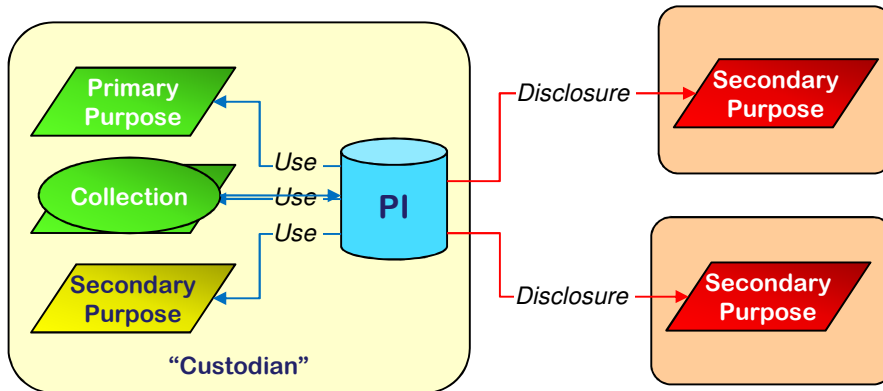 Primary
Purpose
Use
Collection
Use
PI
Use
Secondary
Purpose
“Custodian”
Disclosure
Secondary
Purpose
Disclosure
Secondary
Purpose